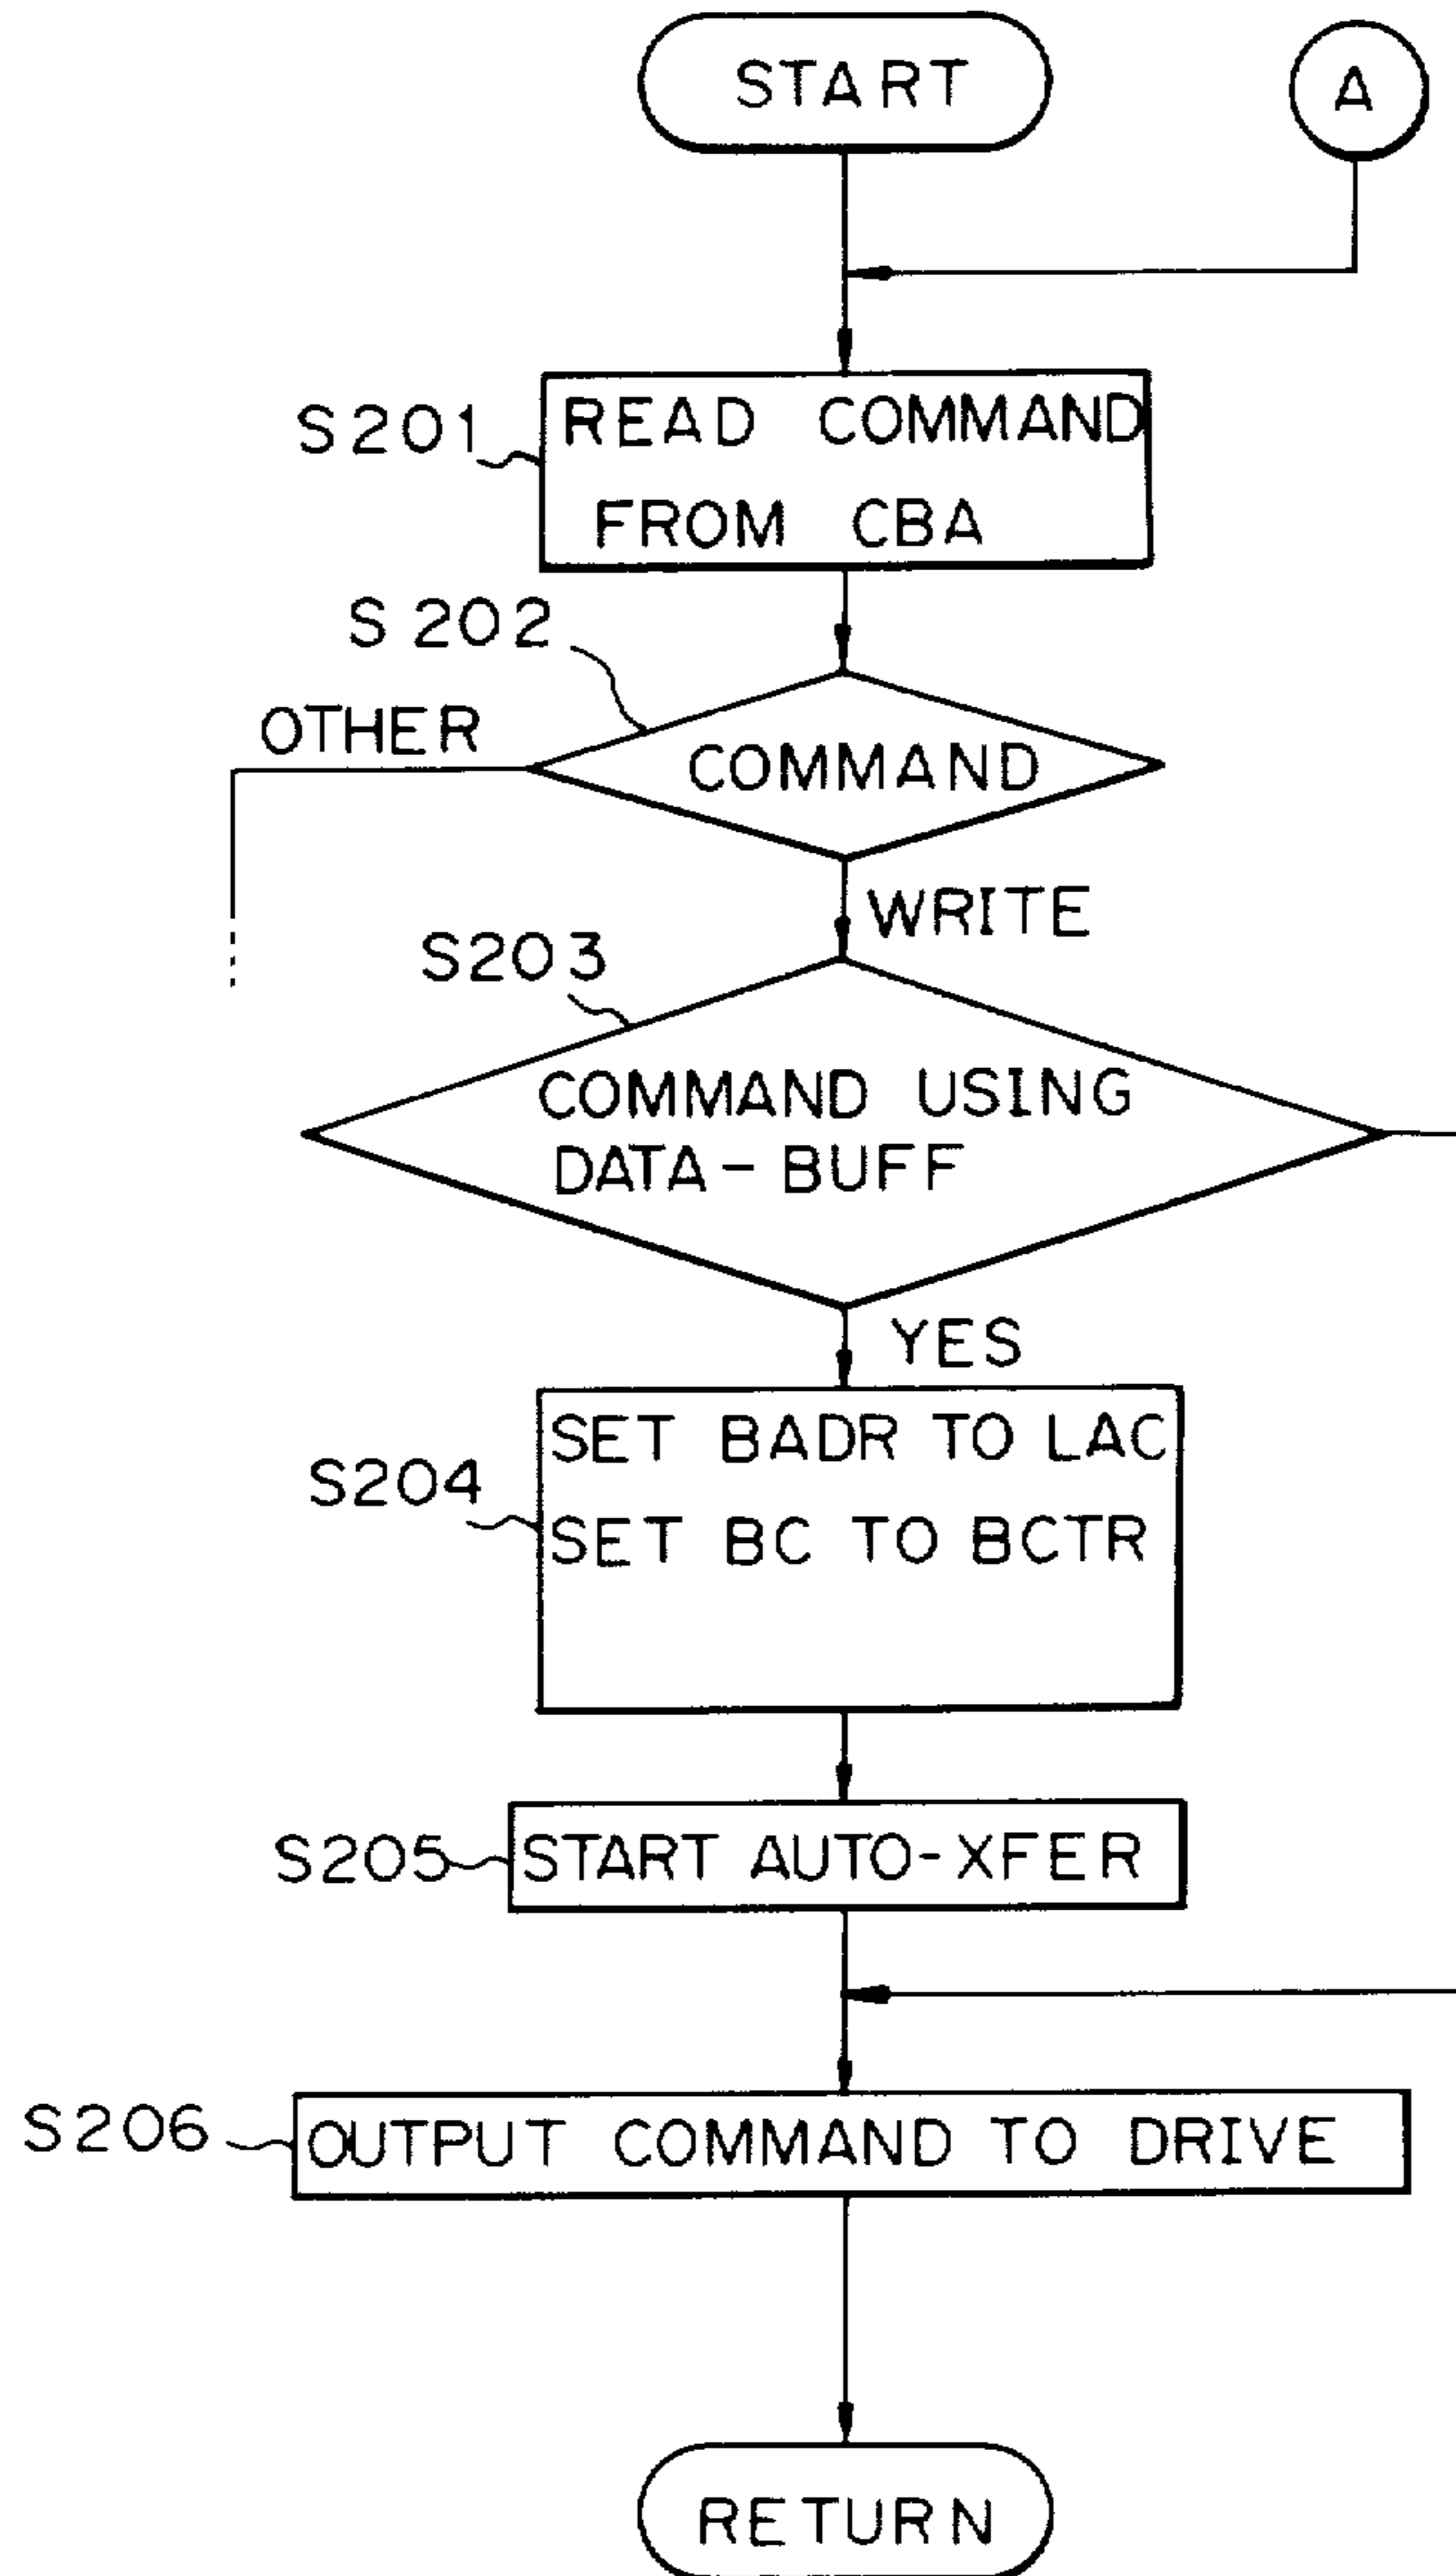 START
A
S201
READ COMMAND
FROM CBA
S202
OTHER
COMMAND
WRITE
S203
COMMAND USING
DATA-BUFF
YES
SET BADR TO LAC
S204
SET BC TO BCTR
S205
START AUTO-XFER
S206
OUTPUT COMMAND TO DRIVE
RETURN